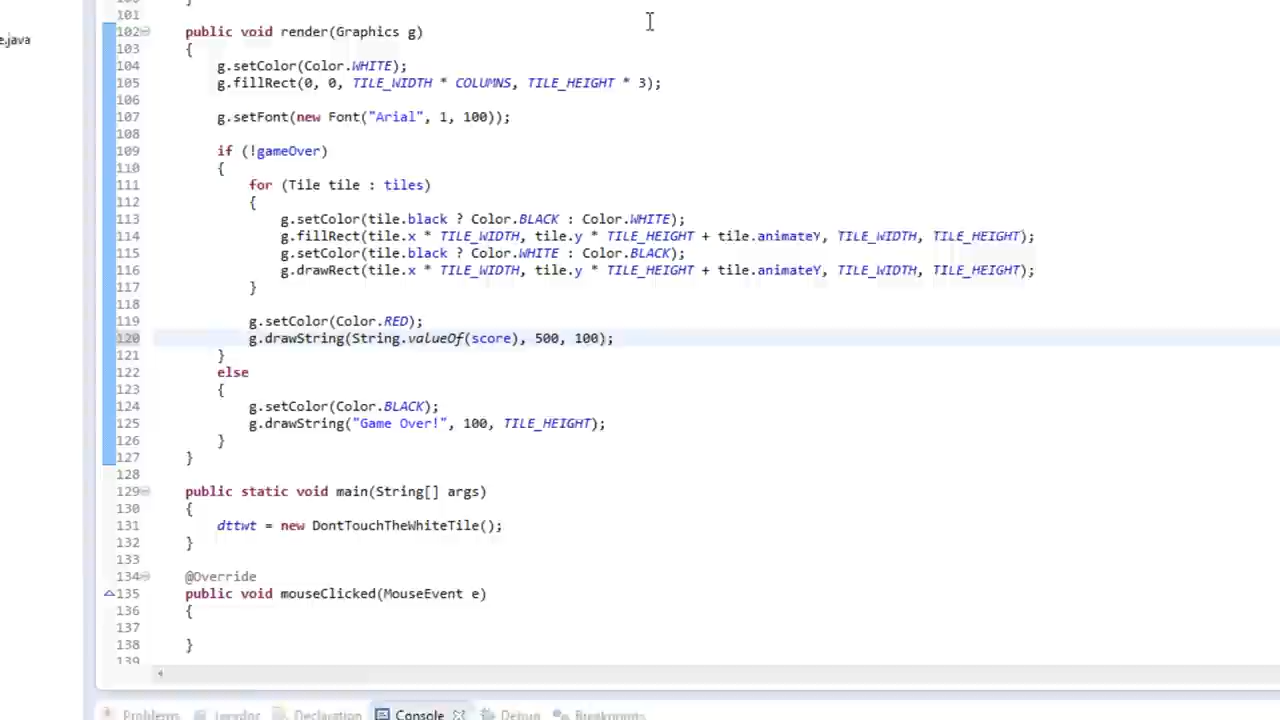 101
e.java
102 public void render(Graphics g)
103 {
104 g.setColor(Color.WHITE);
105 g.fillRect(0, 0, TILE_WIDTH * COLUMNS, TILE_HEIGHT * 3);
106
107 g.setFont(new Font("Arial", 1, 100));
108
109 if (!gameOver)
110 {
111 for (Tile tile : tiles)
112 {
113 g.setColor(tile.black ? Color.BLACK : Color.WHITE);
114 g.fillRect(tile.x * TILE_WIDTH, tile.y * TILE_HEIGHT + tile.animateY, TILE_WIDTH, TILE_HEIGHT);
115 g.setColor(tile.black ? Color.WHITE : Color.BLACK);
116 g.drawRect(tile.x * TILE_WIDTH, tile.y * TILE_HEIGHT + tile.animateY, TILE_WIDTH, TILE_HEIGHT);
117 }
118
119 g.setColor(Color.RED);
120 g.drawString(String.valueOf(score), 500, 100);
121 }
122 else
123 {
124 g.setColor(Color.BLACK);
125 g.drawString("Game Over!", 100, TILE_HEIGHT);
126 }
127 }
128
129 public static void main(String[] args)
130 {
131 dttwt = new DontTouchTheWhiteTile();
132 }
133
134 @Override
135 public void mouseClicked(MouseEvent e)
136 {
137
138 }
139
Problems Javadoc Declaration Console Debug Breakpoints